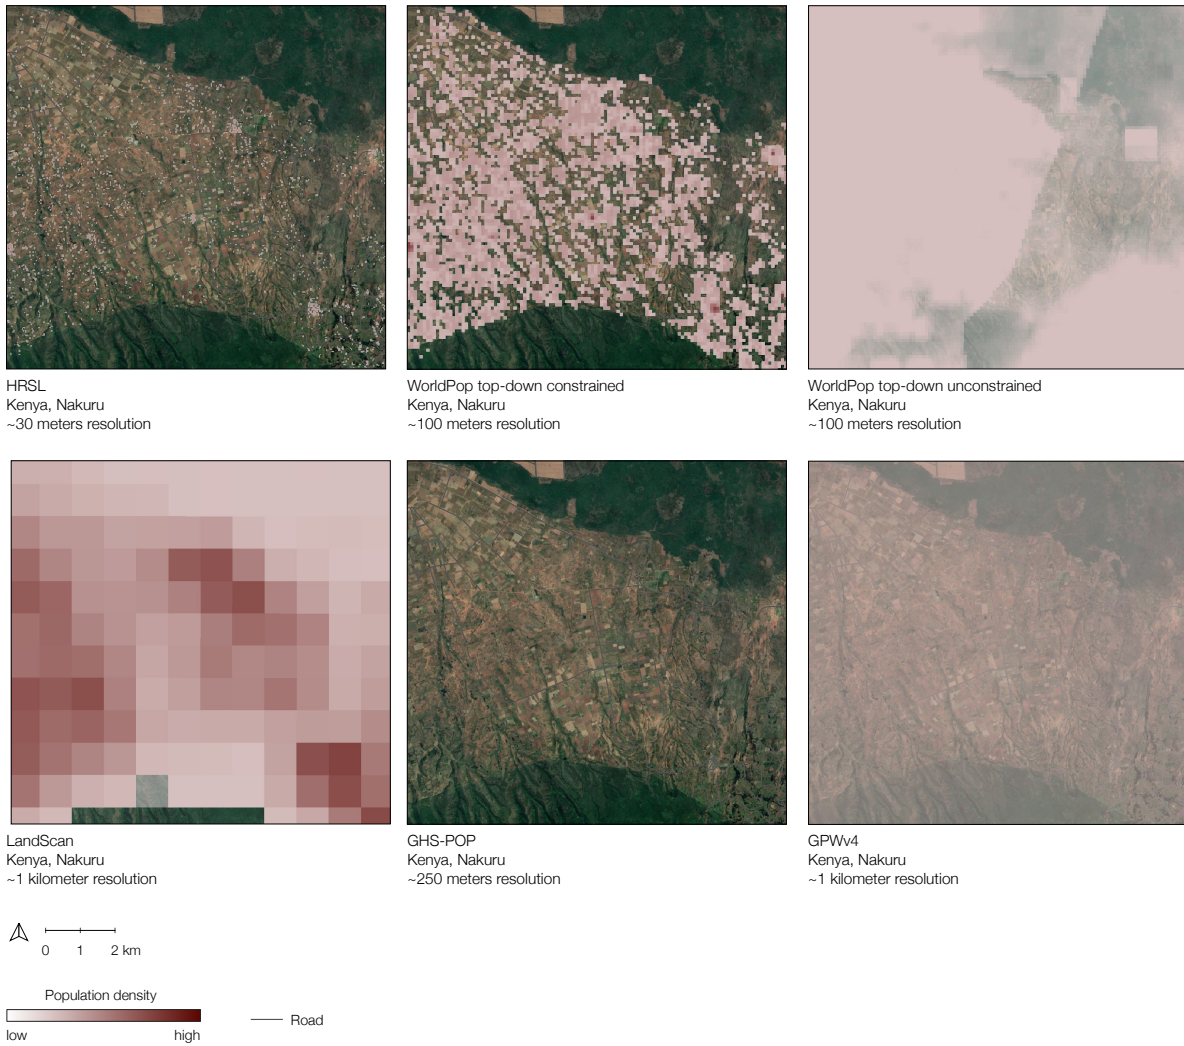 HRSL
Kenya, Nakuru
~30 meters resolution
WorldPop top-down constrained
Kenya, Nakuru
~100 meters resolution
WorldPop top-down unconstrained
Kenya, Nakuru
~100 meters resolution
LandScan
Kenya, Nakuru
~1 kilometer resolution
GHS-POP
Kenya, Nakuru
~250 meters resolution
GPWv4
Kenya, Nakuru
~1 kilometer resolution
0 1 2 km
Population density
low high
Road